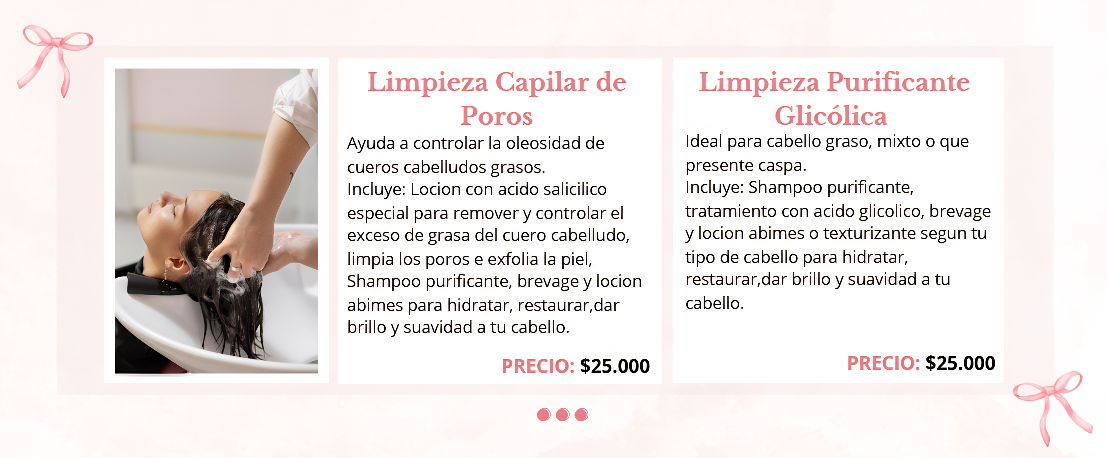 Limpieza Capilar de
Poros
Ayuda a controlar la oleosidad de
cueros cabelludos grasos.
Incluye: Locion con acido salicilico
especial para remover y controlar el
exceso de grasa del cuero cabelludo,
limpia los poros e exfolia la piel,
Shampoo purificante, brevage y locion
abimes para hidratar, restaurar,dar
brillo y suavidad a tu cabello.
PRECIO: $25.000
Limpieza Purificante
Glicólica
Ideal para cabello graso, mixto o que
presente caspa.
Incluye: Shampoo purificante,
tratamiento con acido glicolico, brevage
y locion abimes o texturizante segun tu
tipo de cabello para hidratar,
restaurar,dar brillo y suavidad a tu
cabello.
PRECIO: $25.000